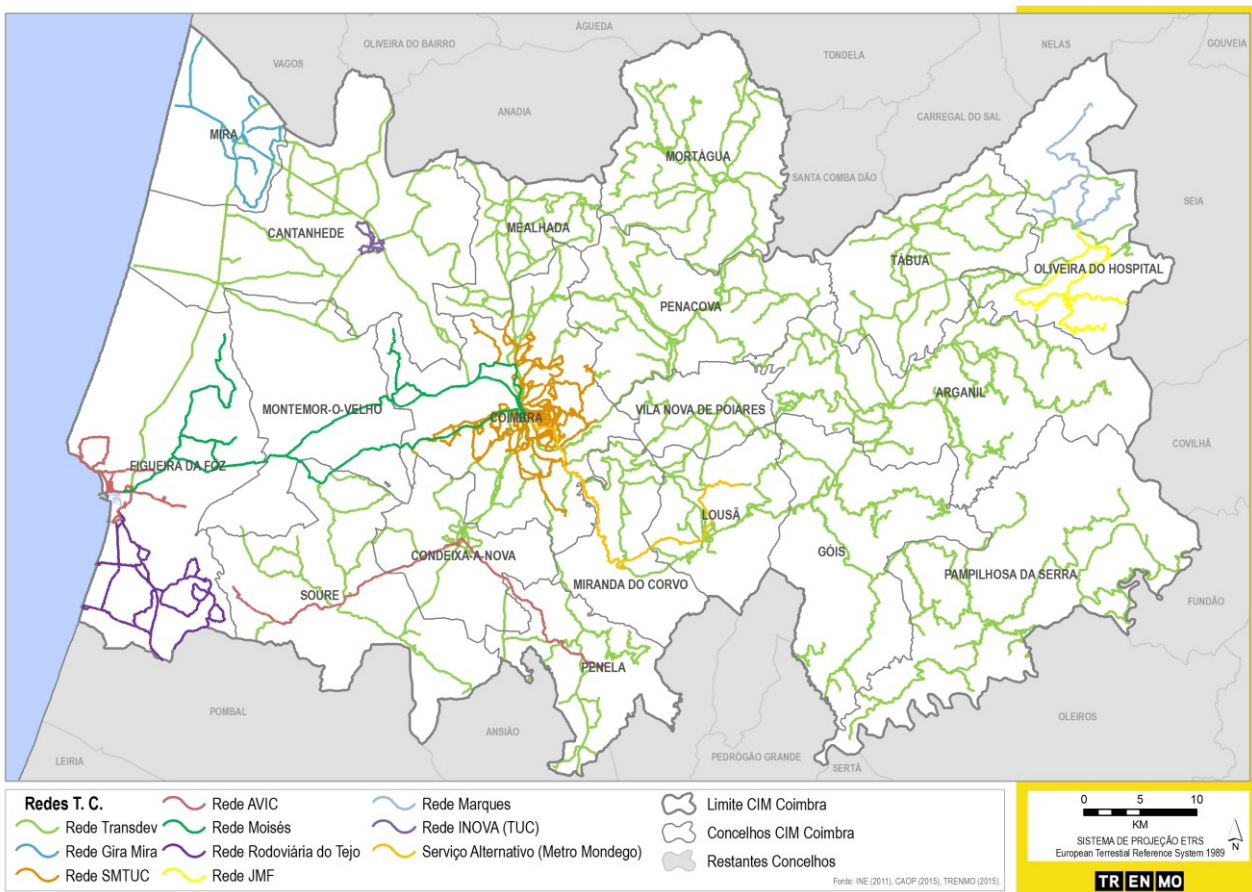 ÁGUEDA
OLIVEIRA DO BAIRRO
TONDELA
NELAS
GOUVEIA
VAGOS
ANADIA
CARREGAL DO SAL
MIRA
MORTÁGUA
SANTA COMBA DÃO
SEIA
CANTANHEDE
MEALHADA
TÁBUA
OLIVEIRA DO HOSPITAL
PENACOVA
ARGANIL
MONTEMOR-O-VELHO
COIMBRA
VILA NOVA DE POIARES
COVILHÃ
FIGUEIRA DA FOZ
LOUSÃ
CONDEIXA-A-NOVA
GÓIS
SOURE
MIRANDA DO CORVO
PAMPILHOSA DA SERRA
FUNDÃO
PENELA
POMBAL
ANSIÃO
OLEIROS
PEDRÓGÃO GRANDE
LEIRIA
SERTÃ
Redes T. C.
Rede Transdev
Rede Gira Mira
Rede SMTUC
Rede AVIC
Rede Moisés
Rede Rodoviária do Tejo
Rede JMF
Rede Marques
Rede INOVA (TUC)
Serviço Alternativo (Metro Mondego)
Limite CIM Coimbra
Concelhos CIM Coimbra
Restantes Concelhos
Fonte: INE (2011), CAOP (2015), TRENMO (2015).
0 5 10
KM
SISTEMA DE PROJEÇÃO ETRS
European Terrestial Reference System 1989
N
TRENMO